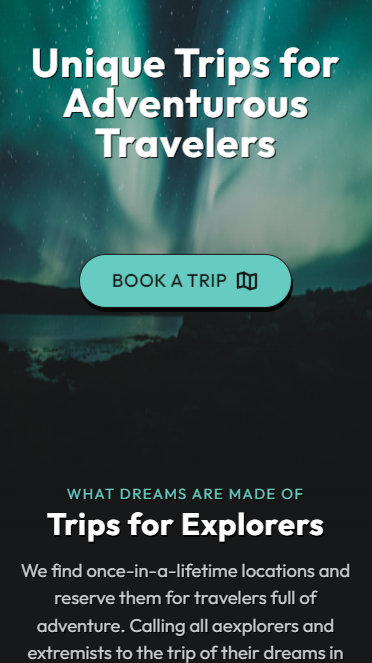 Unique Trips for
Adventurous
Travelers
BOOK A TRIP
WHAT DREAMS ARE MADE OF
Trips for Explorers
We find once-in-a-lifetime locations and
reserve them for travelers full of
adventure. Calling all aexplorers and
extremists to the trip of their dreams in